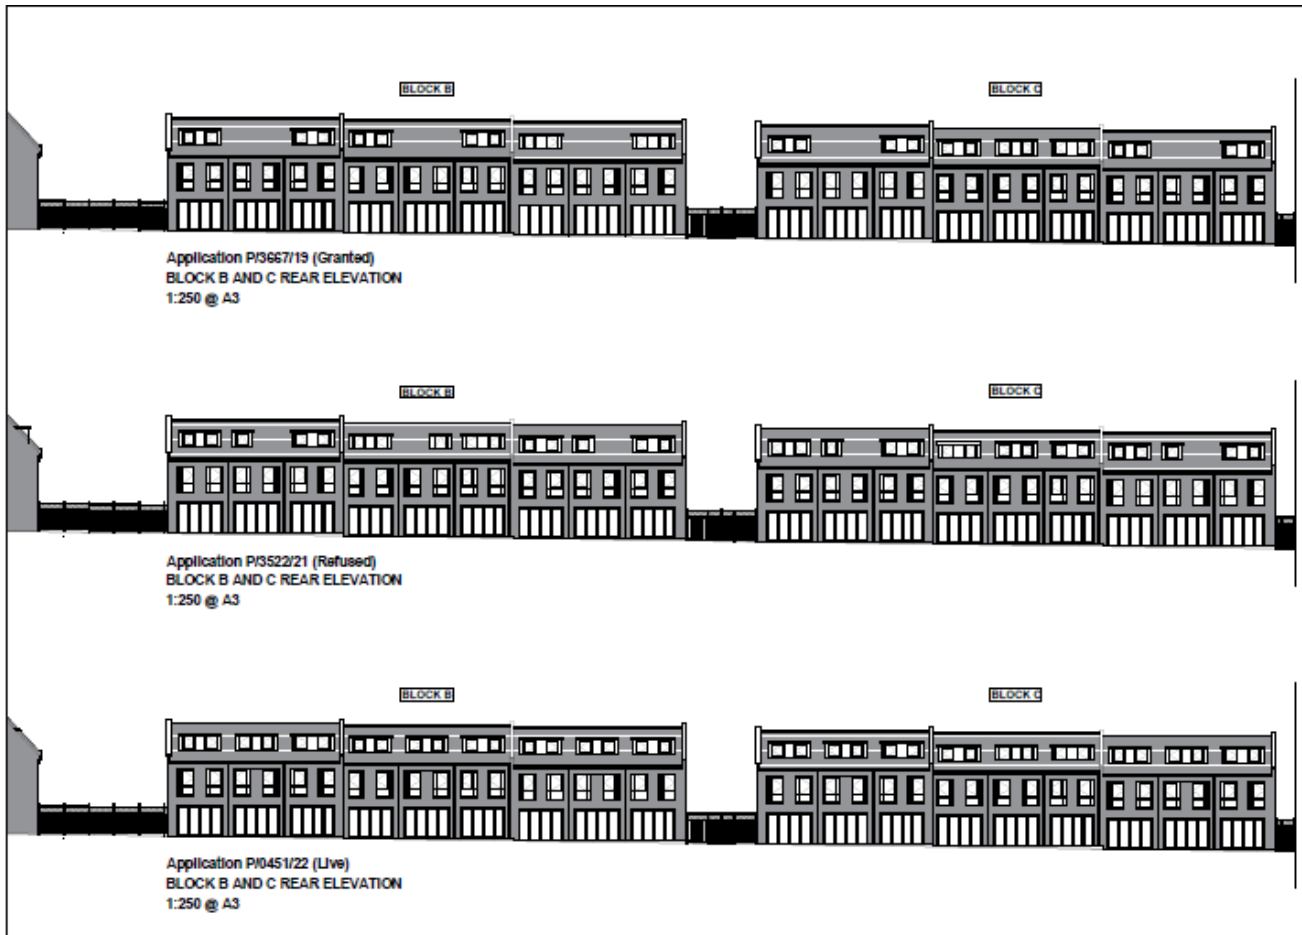 BLOCK B
BLOCK C
Application P/3667/19 (Granted)
BLOCK B AND C REAR ELEVATION
1:250 @ A3
BLOCK B
BLOCK C
Application P/3522/21 (Refused)
BLOCK B AND C REAR ELEVATION
1:250 @ A3
BLOCK B
BLOCK C
Application P/0451/22 (Live)
BLOCK B AND C REAR ELEVATION
1:250 @ A3